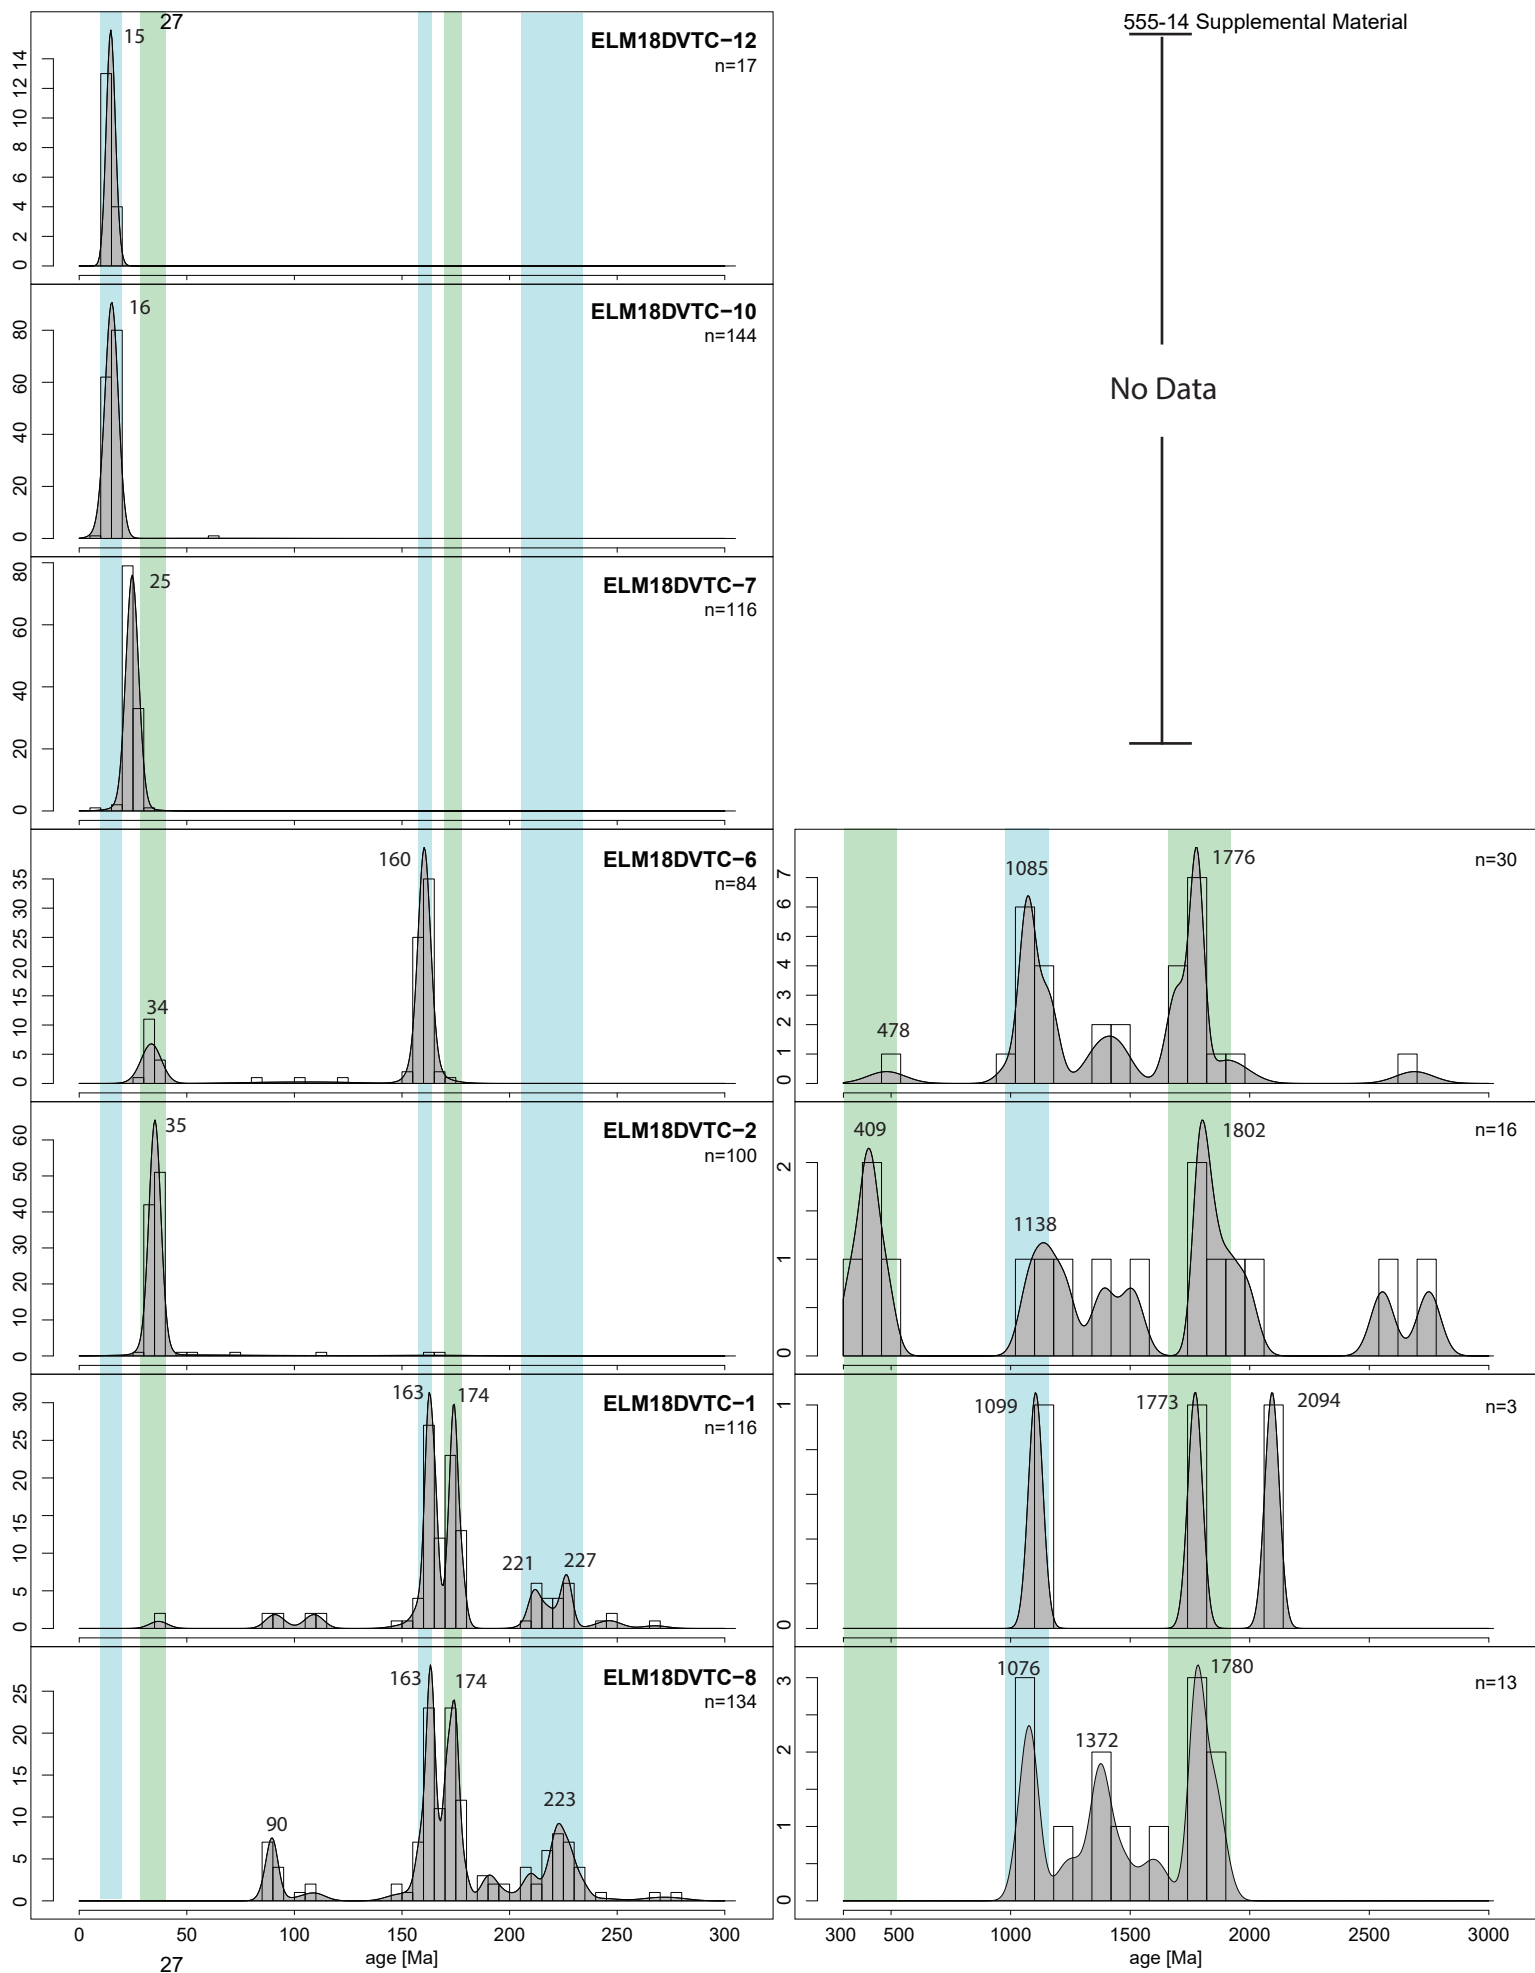 27
555-14 Supplemental Material
15
ELM18DVTC−12
n=17
0 2 4 6 8 10 12 14
No Data
16
ELM18DVTC−10
n=144
0 20 40 60 80
25
ELM18DVTC−7
n=116
0 20 40 60 80
34
160
ELM18DVTC−6
n=84
0 5 10 15 20 25 30 35
478
1085
1776
n=30
0 1 2 3 4 5 6 7
35
ELM18DVTC−2
n=100
0 10 20 30 40 50 60
409
1138
1802
n=16
0 1 2
163
174
221
227
ELM18DVTC−1
n=116
0 5 10 15 20 25 30
1099
1773
2094
n=3
0 1
90
163
174
223
ELM18DVTC−8
n=134
0 5 10 15 20 25
1076
1372
1780
n=13
0 1 2 3
0 50 100 150 200 250 300
age [Ma]
300 500 1000 1500 2000 2500 3000
age [Ma]
27